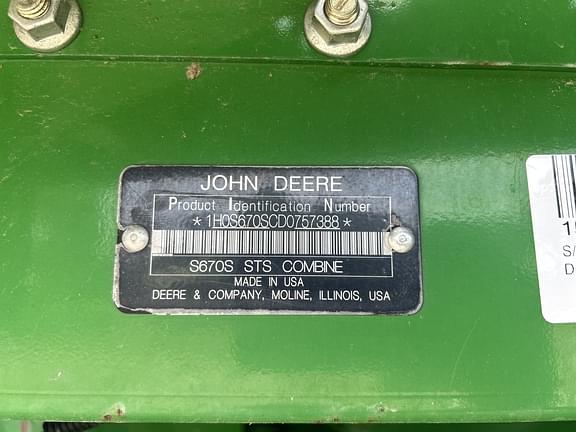 JOHN DEERE
Product Identification Number
*1H0S670SCD0757388*
S670S STS COMBINE
MADE IN USA
DEERE & COMPANY, MOLINE, ILLINOIS, USA
S/
D